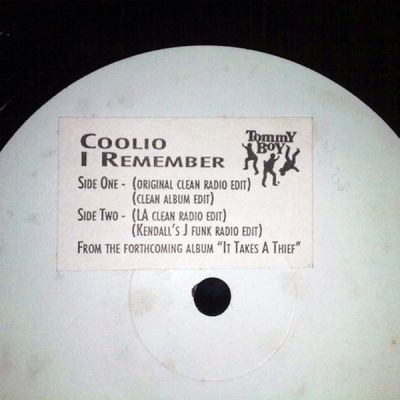 COOLIO
I REMEMBER
TOMMY BOY
SIDE ONE - (ORIGINAL CLEAN RADIO EDIT)
(CLEAN ALBUM EDIT)
SIDE TWO - (LA CLEAN RADIO EDIT)
(KENDALL'S J FUNK RADIO EDIT)
FROM THE FORTHCOMING ALBUM "IT TAKES A THIEF"